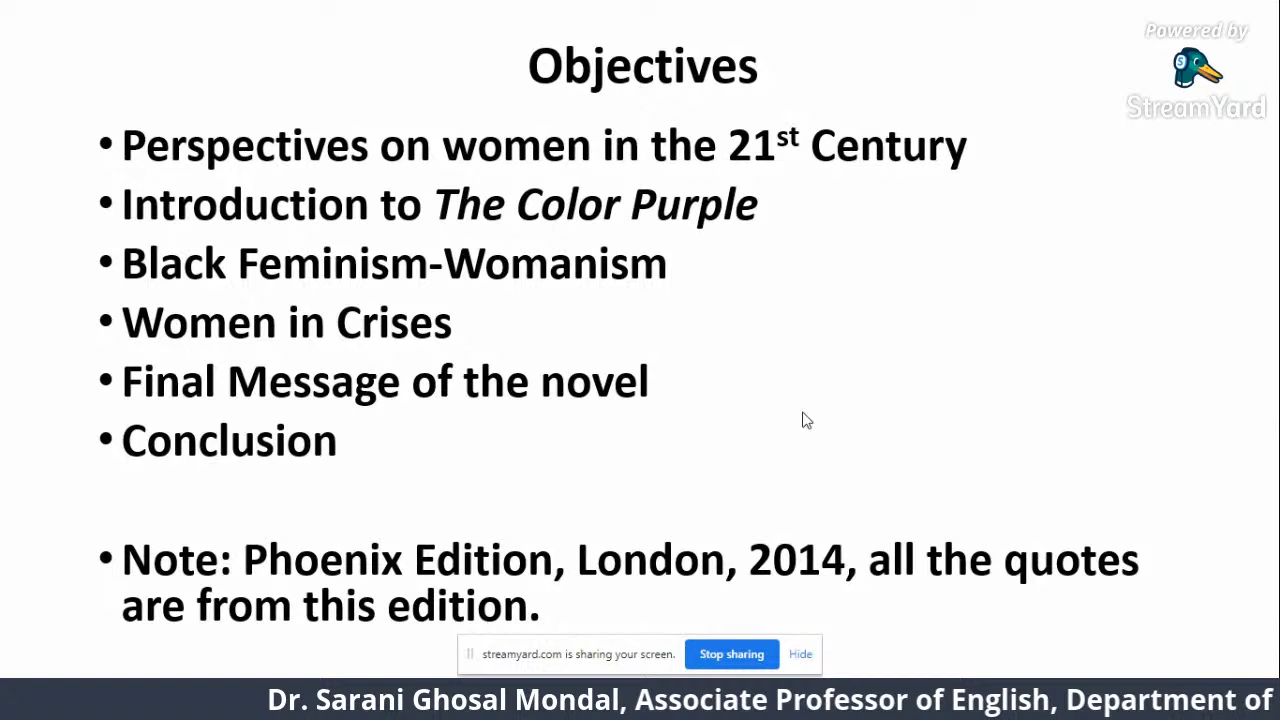 Powered by
StreamYard
Objectives
• Perspectives on women in the 21st Century
• Introduction to The Color Purple
• Black Feminism-Womanism
• Women in Crises
• Final Message of the novel
• Conclusion
• Note: Phoenix Edition, London, 2014, all the quotes
are from this edition.
streamyard.com is sharing your screen. Stop sharing Hide
Dr. Sarani Ghosal Mondal, Associate Professor of English, Department of